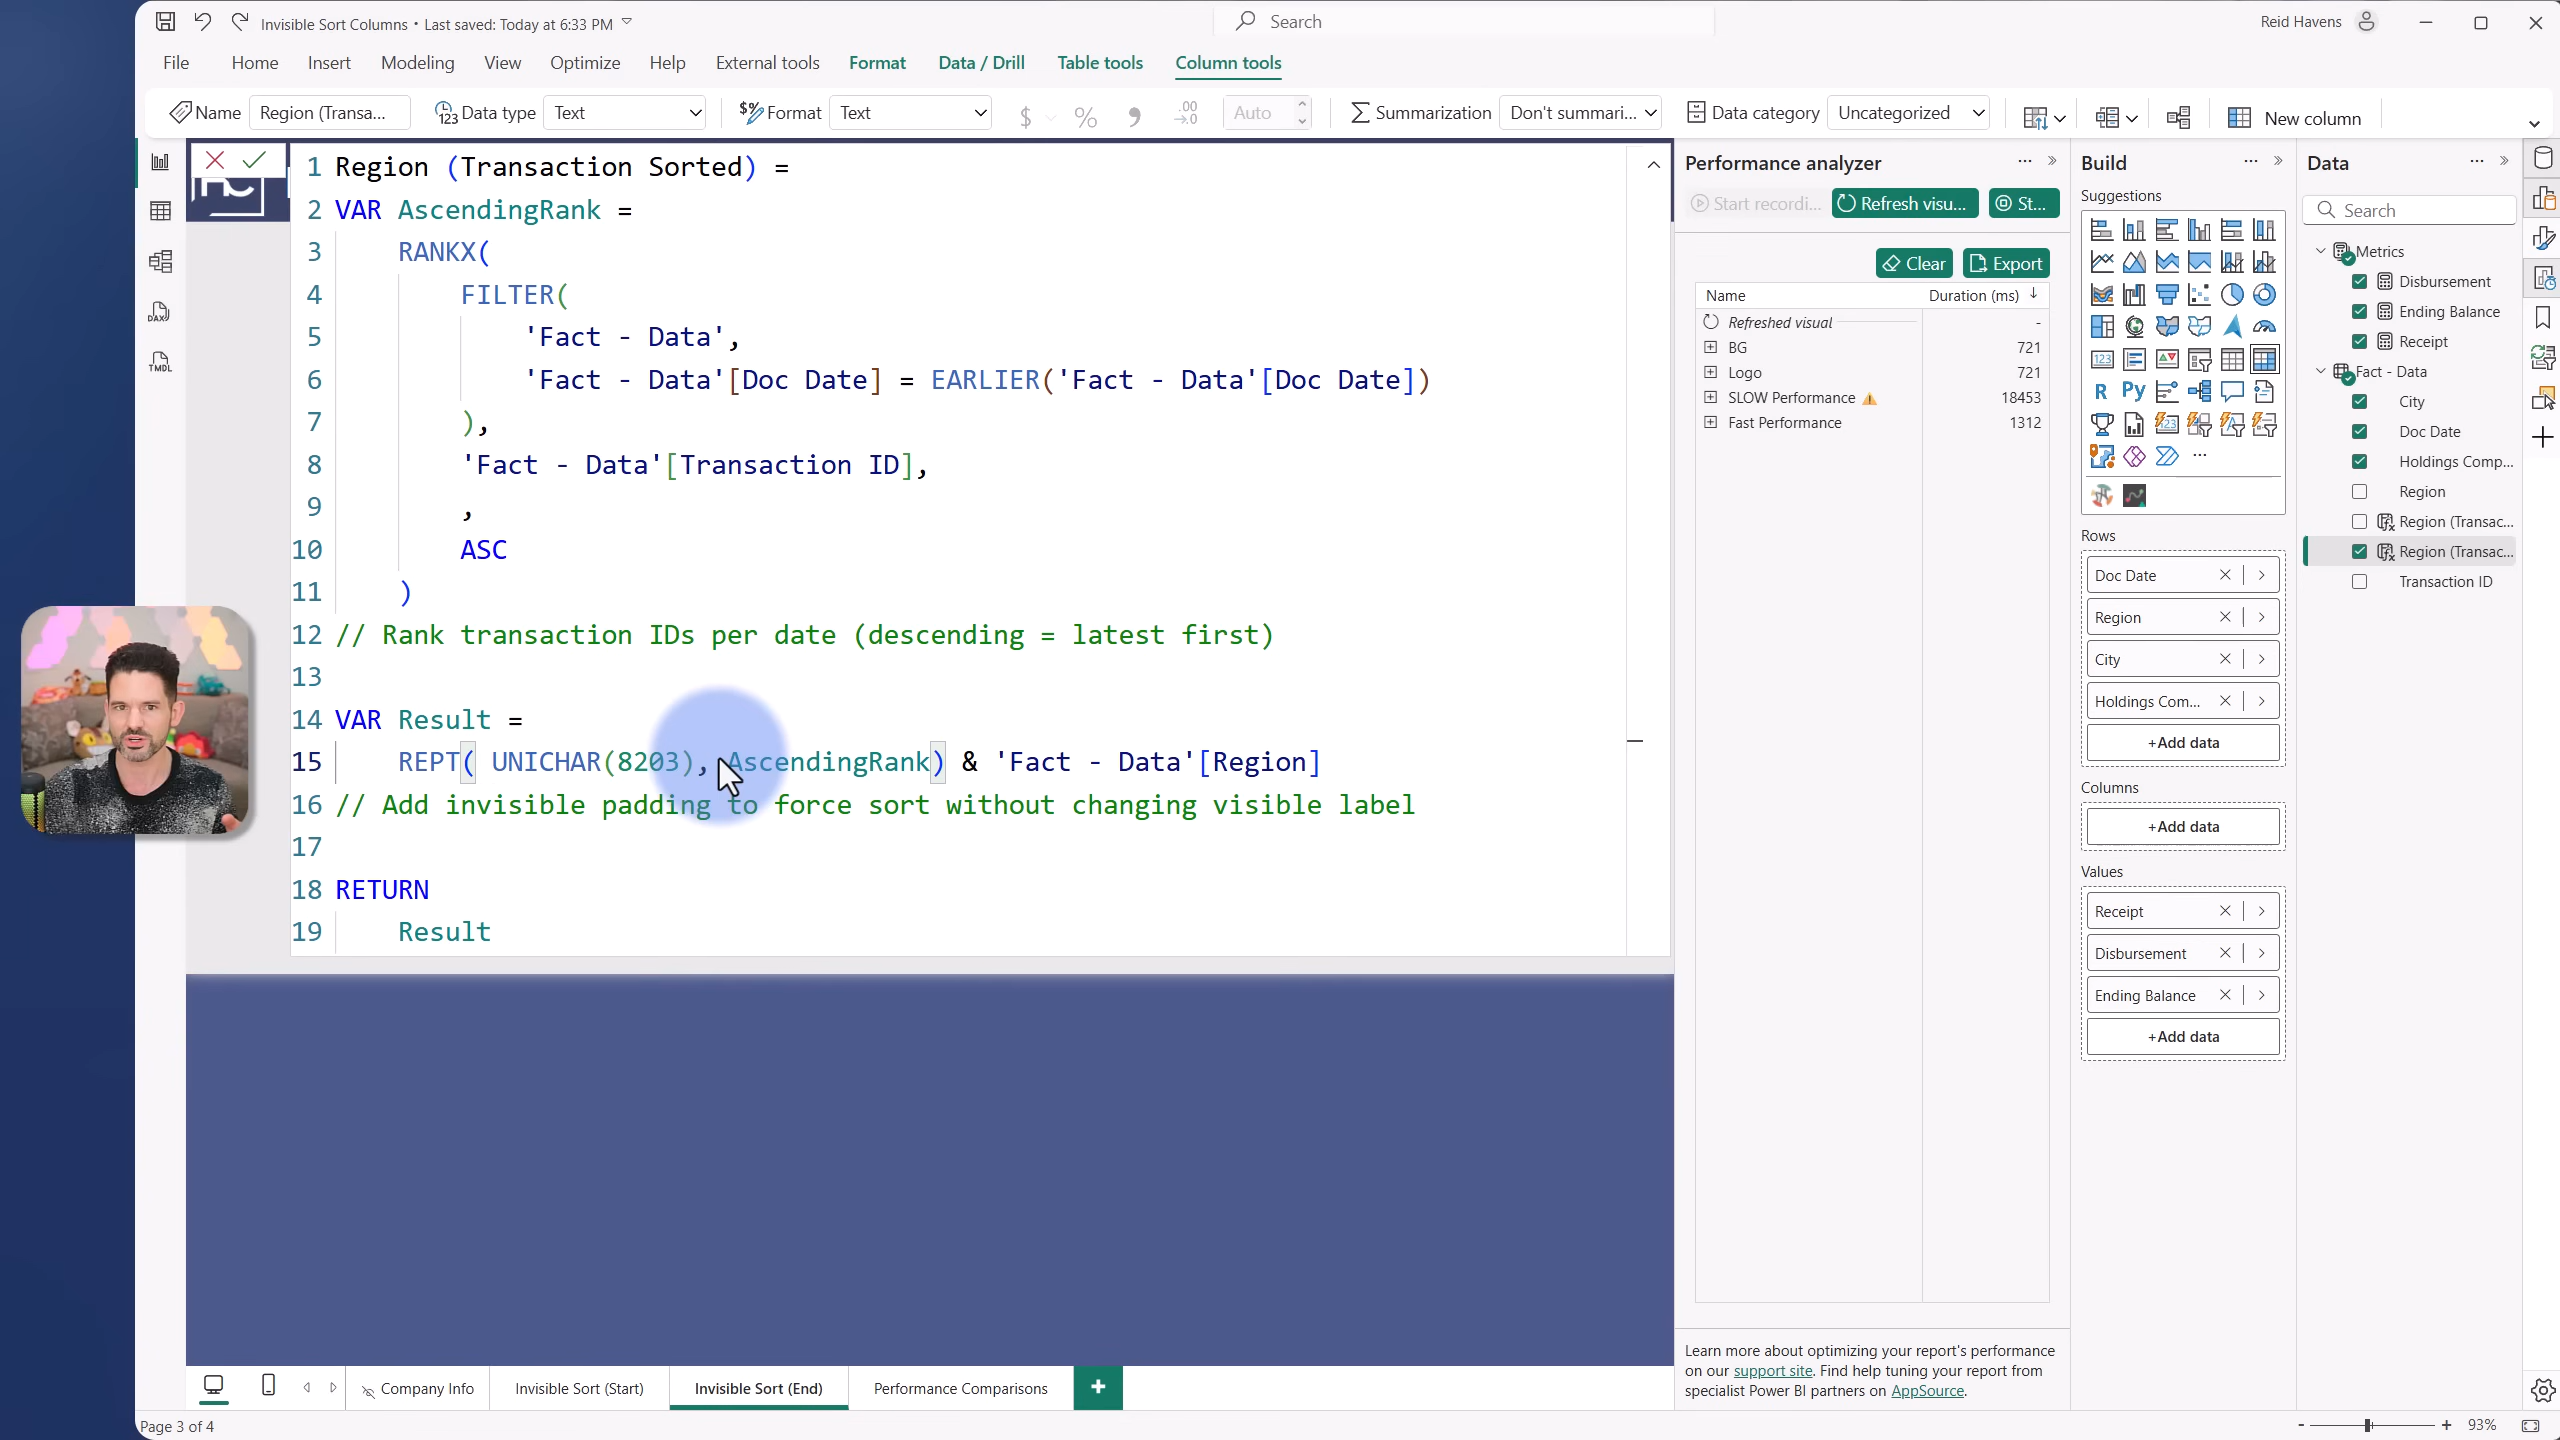 Invisible Sort Columns • Last saved: Today at 6:33 PM
Search
Reid Havens
File Home Insert Modeling View Optimize Help External tools Format Data / Drill Table tools Column tools
Name Region (Transa... Data type Text Format Text $ % , .00 Auto Summarization Don't summari... Data category Uncategorized New column
1 Region (Transaction Sorted) =
2 VAR AscendingRank =
3 RANKX(
4 FILTER(
5 'Fact - Data',
6 'Fact - Data'[Doc Date] = EARLIER('Fact - Data'[Doc Date])
7 ),
8 'Fact - Data'[Transaction ID],
9 ,
10 ASC
11 )
12 // Rank transaction IDs per date (descending = latest first)
13
14 VAR Result =
15 REPT( UNICHAR(8203), AscendingRank) & 'Fact - Data'[Region]
16 // Add invisible padding to force sort without changing visible label
17
18 RETURN
19 Result
DAX
TMDL
Performance analyzer
Start recordi... Refresh visu... St...
Clear Export
Name Duration (ms)
Refreshed visual -
BG 721
Logo 721
SLOW Performance 18453
Fast Performance 1312
Learn more about optimizing your report's performance
on our support site. Find help tuning your report from
specialist Power BI partners on AppSource.
Build
Suggestions
Rows
Doc Date
Region
City
Holdings Com...
+Add data
Columns
+Add data
Values
Receipt
Disbursement
Ending Balance
+Add data
Data
Search
Metrics
Disbursement
Ending Balance
Receipt
Fact - Data
City
Doc Date
Holdings Comp...
Region
Region (Transac...
Region (Transac...
Transaction ID
Company Info Invisible Sort (Start) Invisible Sort (End) Performance Comparisons +
Page 3 of 4
- + 93%